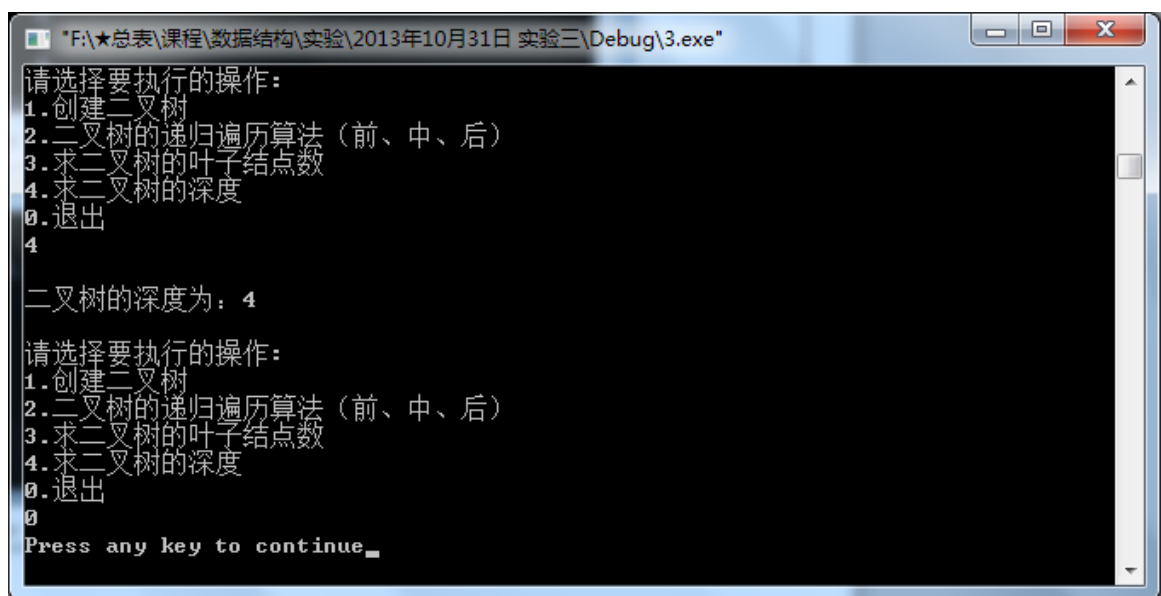 "F:\★总表\课程\数据结构\实验\2013年10月31日 实验三\Debug\3.exe"
请选择要执行的操作:
1.创建二叉树
2.二叉树的递归遍历算法（前、中、后）
3.求二叉树的叶子结点数
4.求二叉树的深度
0.退出
4
二叉树的深度为：4
请选择要执行的操作:
1.创建二叉树
2.二叉树的递归遍历算法（前、中、后）
3.求二叉树的叶子结点数
4.求二叉树的深度
0.退出
0
Press any key to continue_